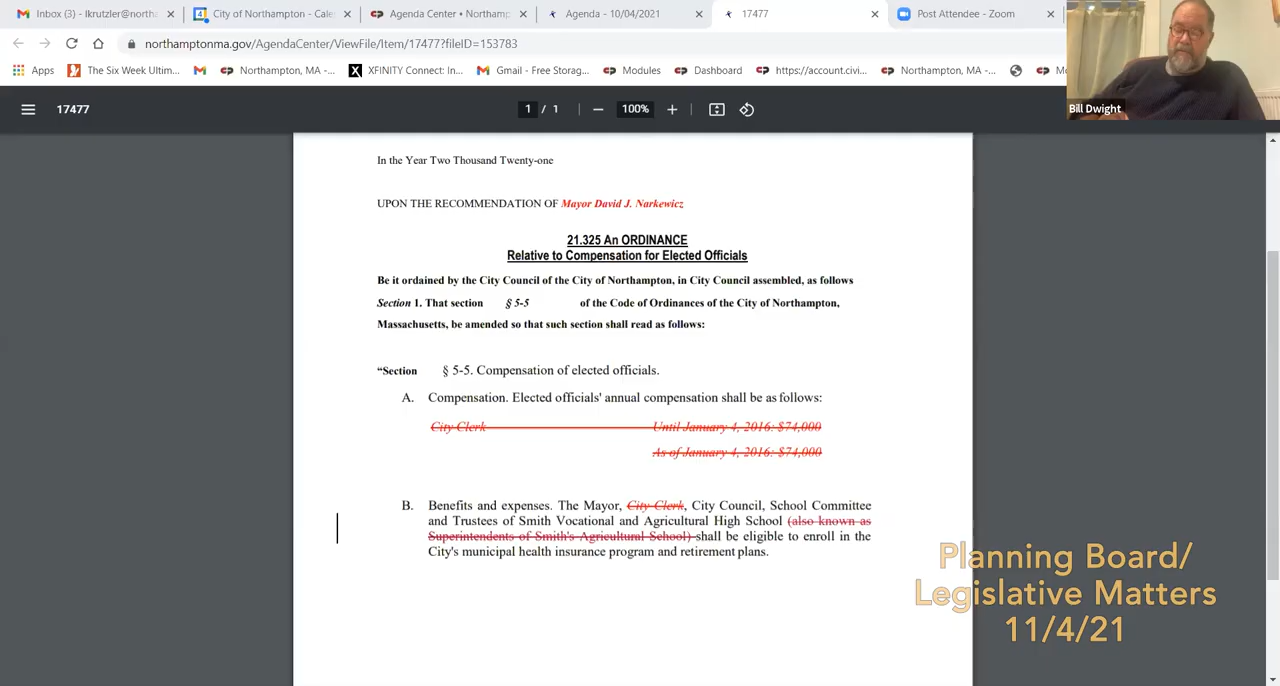 Inbox (3) - lkrutzler@north
City of Northampton - Cale
Agenda Center • Northamp
Agenda - 10/04/2021
17477
Post Attendee - Zoom
northamptonma.gov/AgendaCenter/ViewFile/Item/17477?fileID=153783
Apps
The Six Week Ultim...
Northampton, MA -...
XFINITY Connect: In...
Gmail - Free Storag...
Modules
Dashboard
https://account.civi...
Northampton, MA -...
Mo
Bill Dwight
17477
1 / 1
100%
In the Year Two Thousand Twenty-one
UPON THE RECOMMENDATION OF Mayor David J. Narkewicz
21.325 An ORDINANCE
Relative to Compensation for Elected Officials
Be it ordained by the City Council of the City of Northampton, in City Council assembled, as follows
Section 1. That section § 5-5 of the Code of Ordinances of the City of Northampton,
Massachusetts, be amended so that such section shall read as follows:
“Section § 5-5. Compensation of elected officials.
A. Compensation. Elected officials' annual compensation shall be as follows:
City Clerk Until January 4, 2016: $74,000
As of January 4, 2016: $74,000
B. Benefits and expenses. The Mayor, City Clerk, City Council, School Committee
and Trustees of Smith Vocational and Agricultural High School (also known as
Superintendents of Smith's Agricultural School) shall be eligible to enroll in the
City's municipal health insurance program and retirement plans.
Planning Board/
Legislative Matters
11/4/21